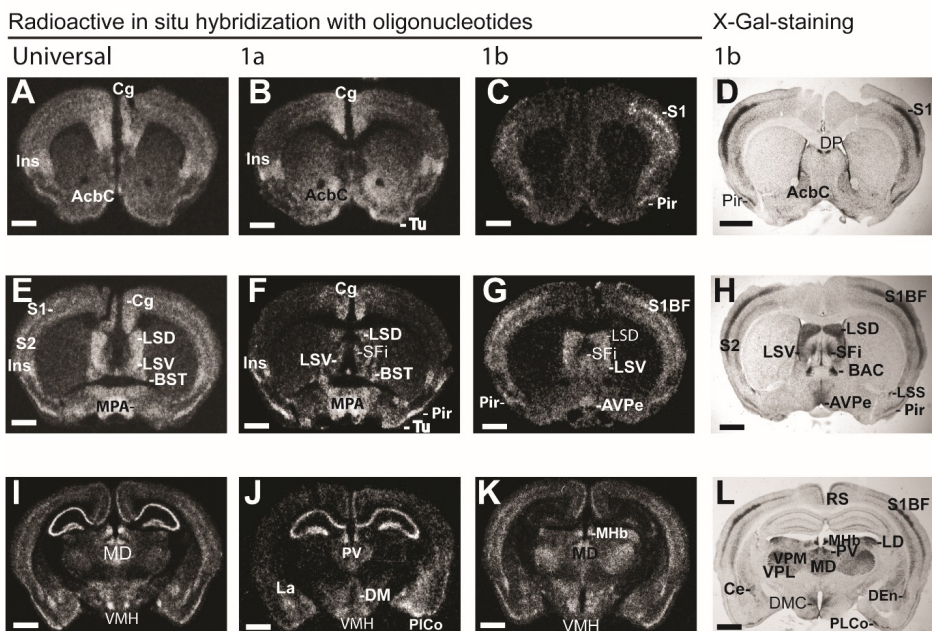 Radioactive in situ hybridization with oligonucleotides X-Gal-staining
Universal 1a 1b 1b
A Cg
Ins
AcbC
B Cg
Ins
AcbC
-Tu
C
-S1
-Pir
D
-S1
DP
AcbC
Pir-
E
S1- -Cg
S2 -LSD
Ins -LSV
-BST
MPA-
F Cg
-LSD
-SFi
Ins LSV-
-BST
MPA
-Pir
-Tu
G
S1BF
-LSD
-SFi
-LSV
Pir- -AVPe
H
S1BF
S2 -LSD
LSV- -SFi
-BAC
-LSS
-AVPe -Pir
I
MD
VMH
J
PV
La -DM
VMH PlCo
K
-MHb
MD
VMH
L RS S1BF
-MHb -LD
-PV
VPM MD
VPL
Ce- DEn-
DMC-
PLCo-